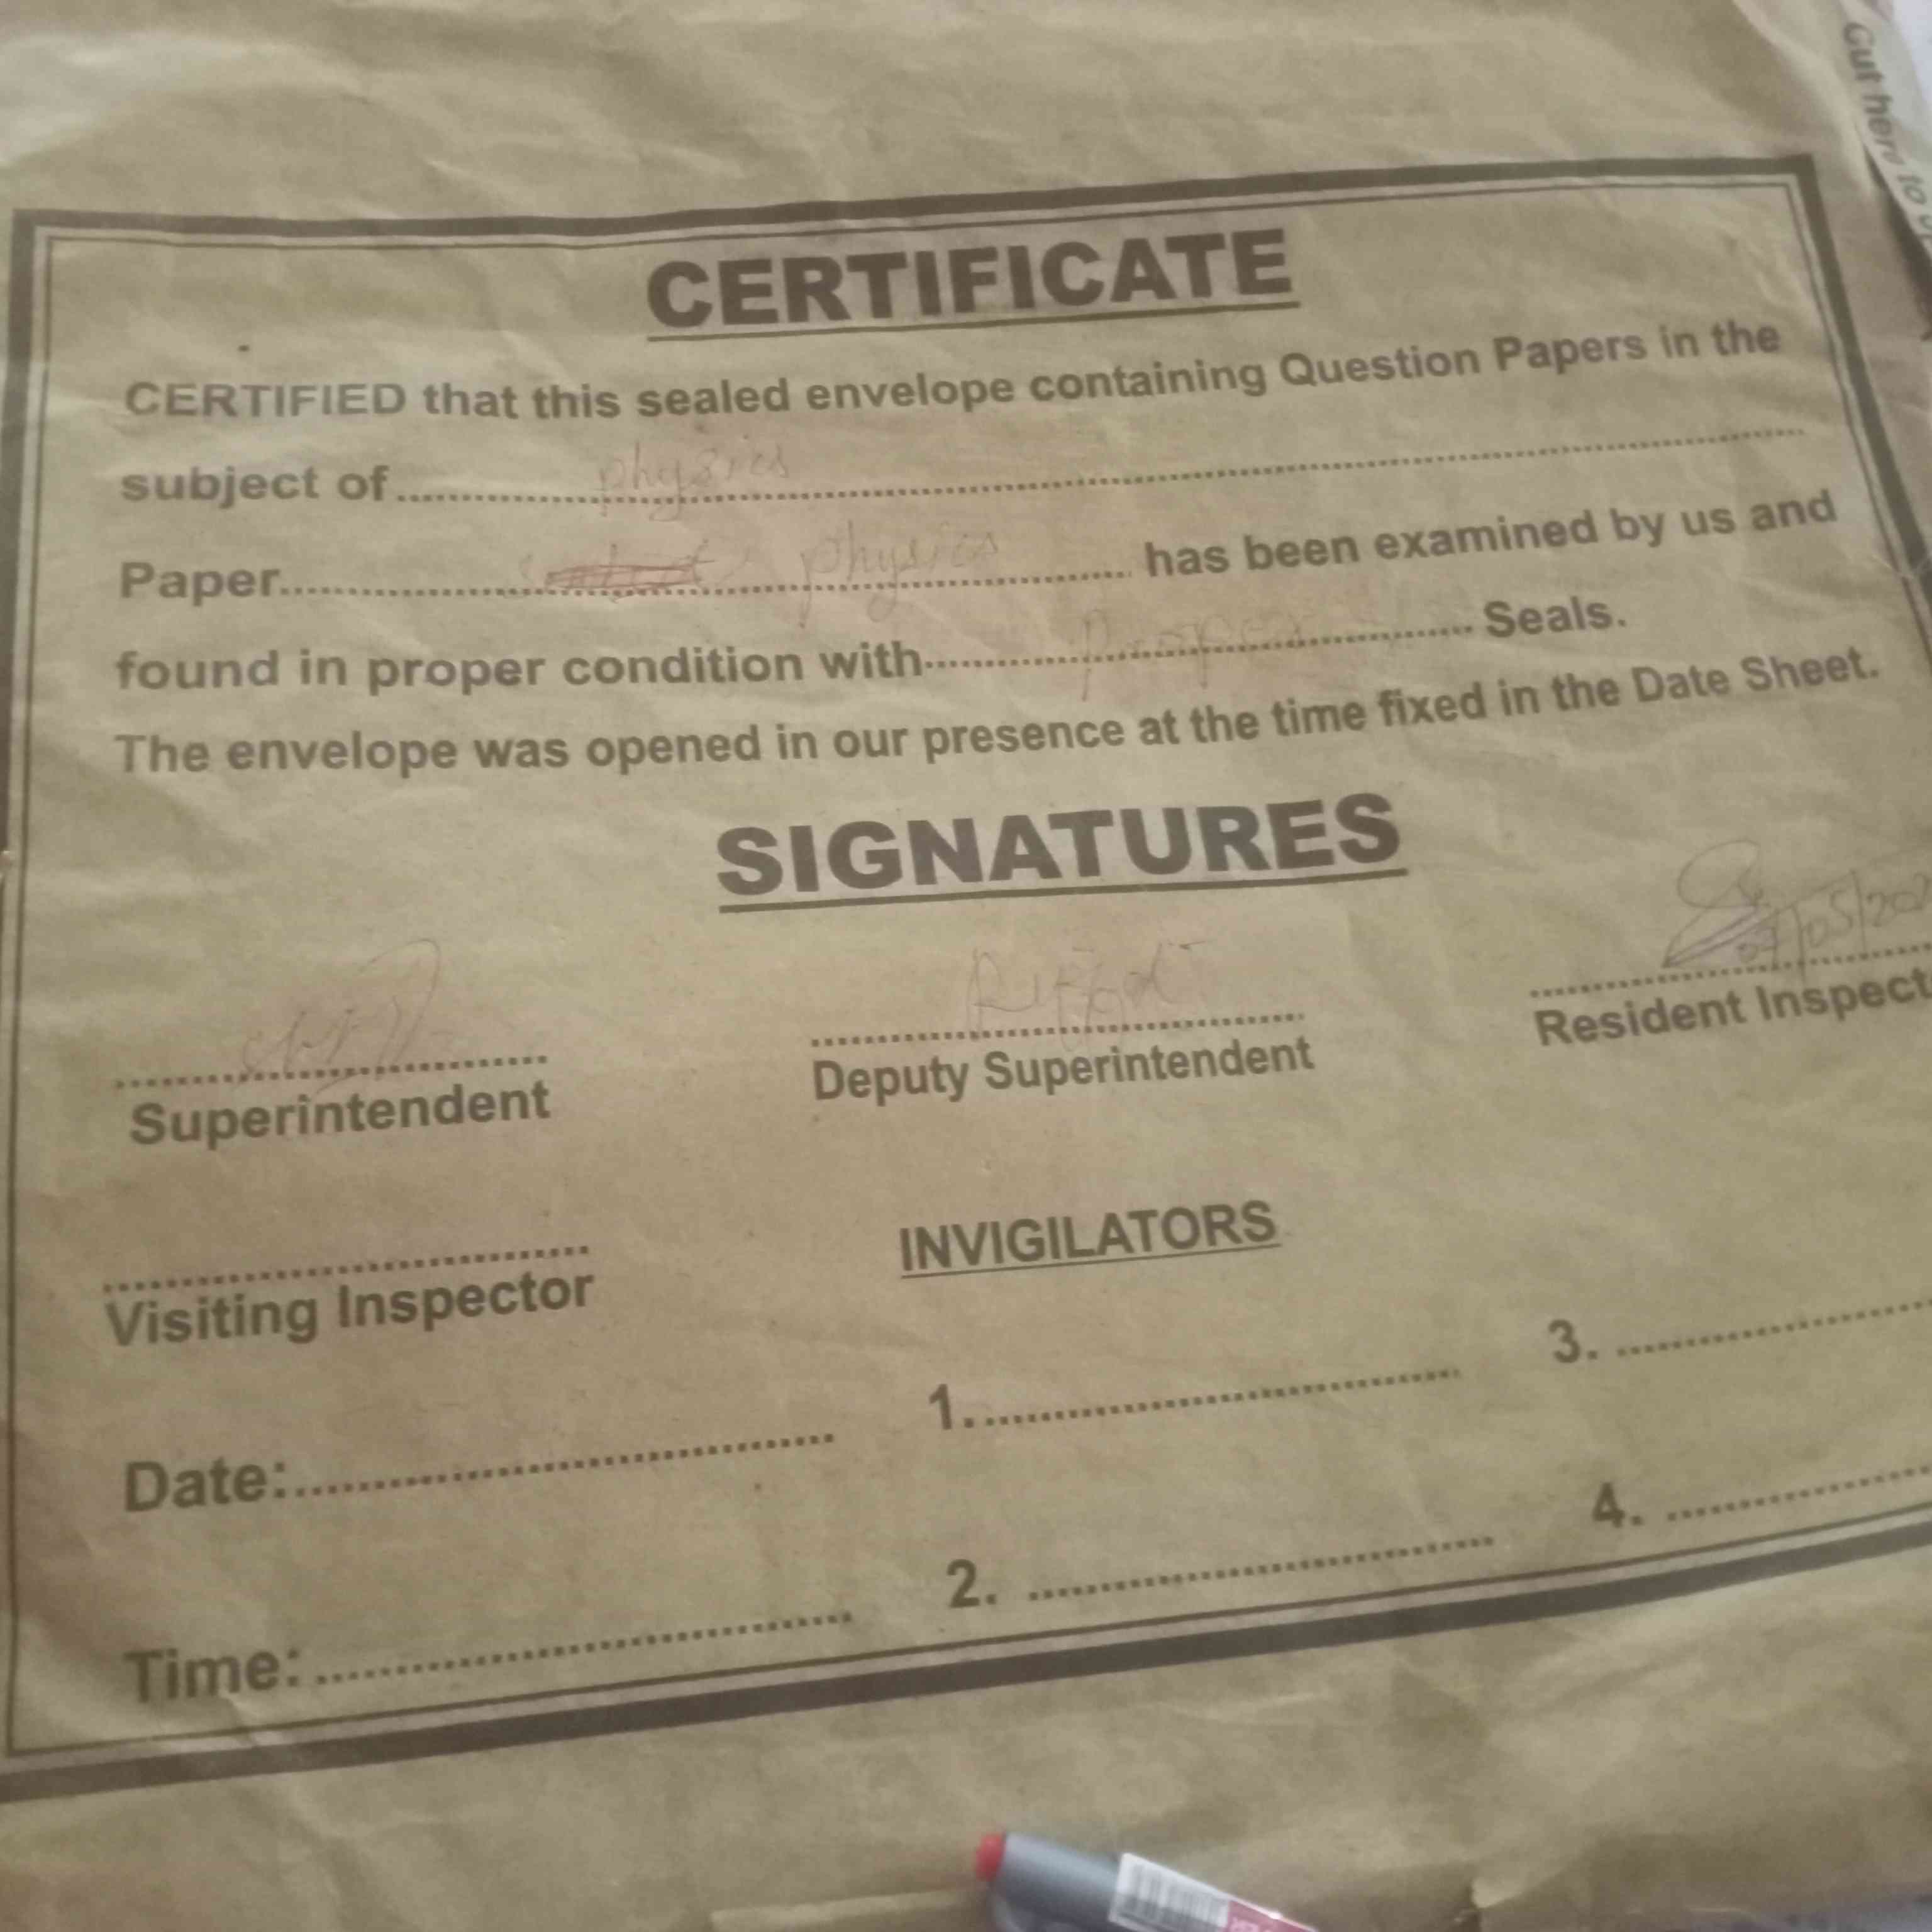 Cut here to
CERTIFICATE
CERTIFIED that this sealed envelope containing Question Papers in the
subject of physics
Paper physics has been examined by us and
found in proper condition with proper Seals.
The envelope was opened in our presence at the time fixed in the Date Sheet.
SIGNATURES
Superintendent
Deputy Superintendent
Resident Inspect
Visiting Inspector
INVIGILATORS
1.
3.
Date:
2.
4.
Time: